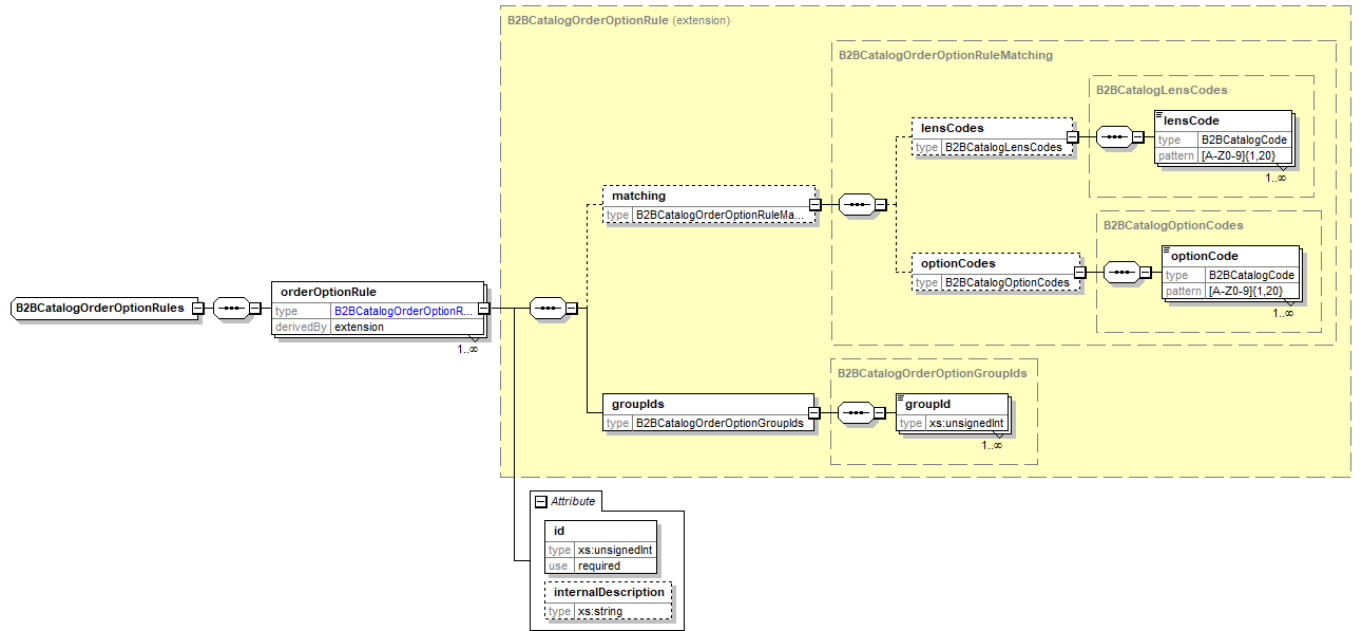 B2BCatalogOrderOptionRule (extension)
B2BCatalogOrderOptionRuleMatching
B2BCatalogLensCodes
lensCode
type B2BCatalogCode
pattern [A-Z0-9]{1,20}
1..∞
lensCodes
type B2BCatalogLensCodes
matching
type B2BCatalogOrderOptionRuleMa...
B2BCatalogOptionCodes
optionCode
type B2BCatalogCode
pattern [A-Z0-9]{1,20}
1..∞
optionCodes
type B2BCatalogOptionCodes
B2BCatalogOrderOptionRules
orderOptionRule
type B2BCatalogOrderOptionR...
derivedBy extension
1..∞
B2BCatalogOrderOptionGroupIds
groupIds
type B2BCatalogOrderOptionGroupIds
groupId
type xs:unsignedInt
1..∞
Attribute
id
type xs:unsignedInt
use required
internalDescription
type xs:string